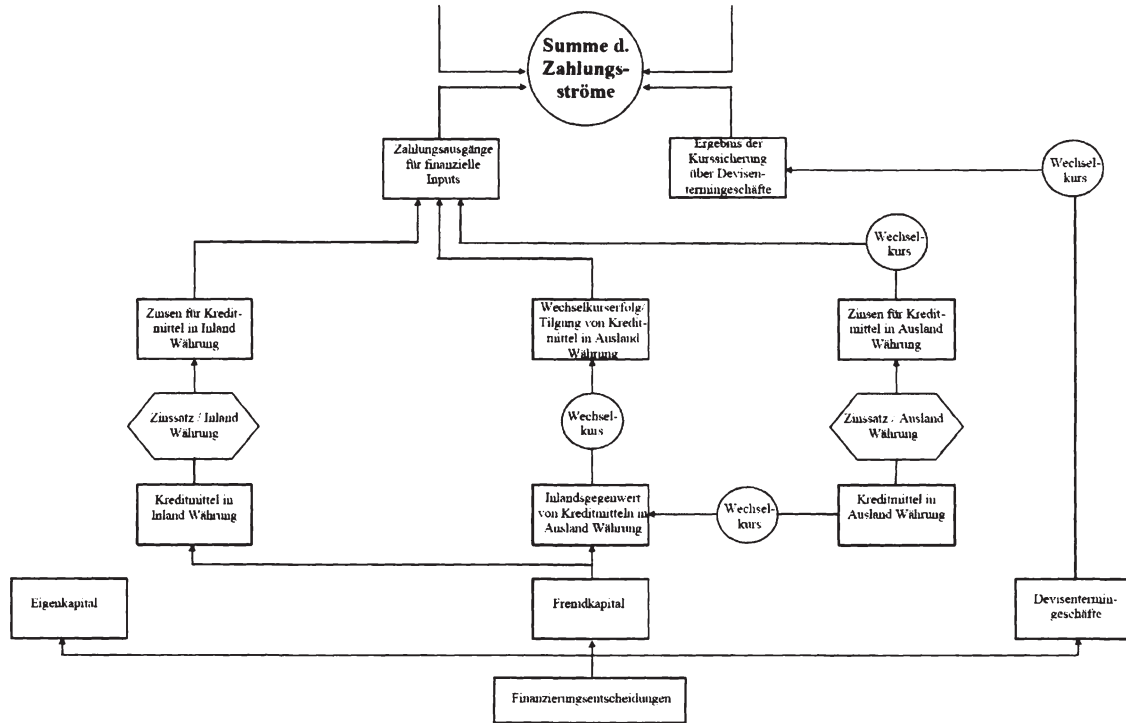 Summe d.
Zahlungs-
ströme
Zahlungsausgänge
für finanzielle
Inputs
Ergebnis der
Kurssicherung
über Devisen-
termingeschäfte
Wechsel-
kurs
Wechsel-
kurs
Zinsen für Kredit-
mittel in Inland
Währung
Wechselkurserfolg/
Tilgung von Kredit-
mittel in Ausland
Währung
Zinsen für Kredit-
mittel in Ausland
Währung
Zinssatz / Inland
Währung
Wechsel-
kurs
Zinssatz / Ausland
Währung
Kreditmittel in
Inland Währung
Inlandsgegenwert
von Kreditmitteln in
Ausland Währung
Wechsel-
kurs
Kreditmittel in
Ausland Währung
Eigenkapital
Fremdkapital
Devisentermin-
geschäfte
Finanzierungsentscheidungen